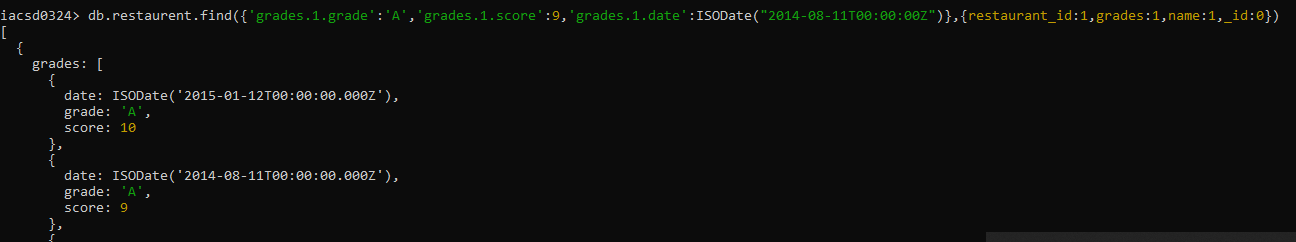 iacsd0324> db.restaurent.find({'grades.1.grade':'A','grades.1.score':9,'grades.1.date':ISODate("2014-08-11T00:00:00Z")},{restaurant_id:1,grades:1,name:1,_id:0})
[
  {
    grades: [
      {
        date: ISODate('2015-01-12T00:00:00.000Z'),
        grade: 'A',
        score: 10
      },
      {
        date: ISODate('2014-08-11T00:00:00.000Z'),
        grade: 'A',
        score: 9
      },
      {